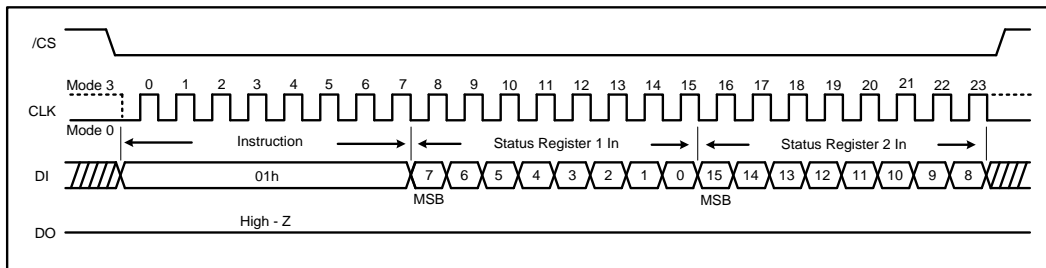 /CS
Mode 3 0 1 2 3 4 5 6 7 8 9 10 11 12 13 14 15 16 17 18 19 20 21 22 23
CLK
Mode 0
Instruction Status Register 1 In Status Register 2 In
DI 01h 7 6 5 4 3 2 1 0 15 14 13 12 11 10 9 8
MSB MSB
High - Z
DO